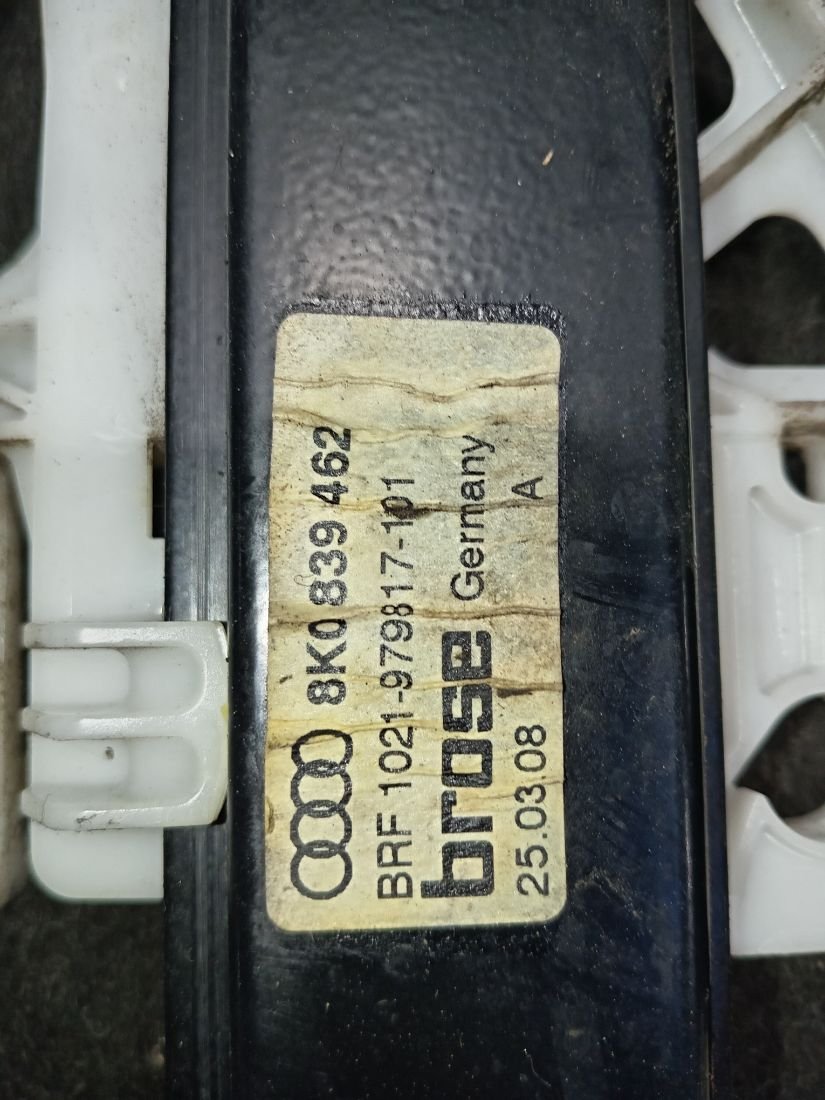 8K0 839 462
BRF 1021-979817-101
brose Germany
25.03.08 A